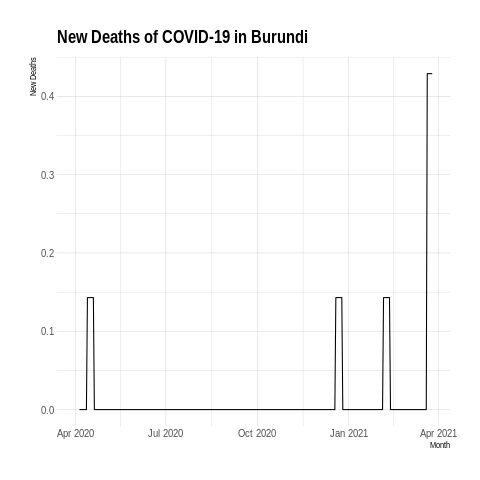 New Deaths of COVID-19 in Burundi
New Deaths
0.4
0.3
0.2
0.1
0.0
Apr 2020 Jul 2020 Oct 2020 Jan 2021 Apr 2021
Month